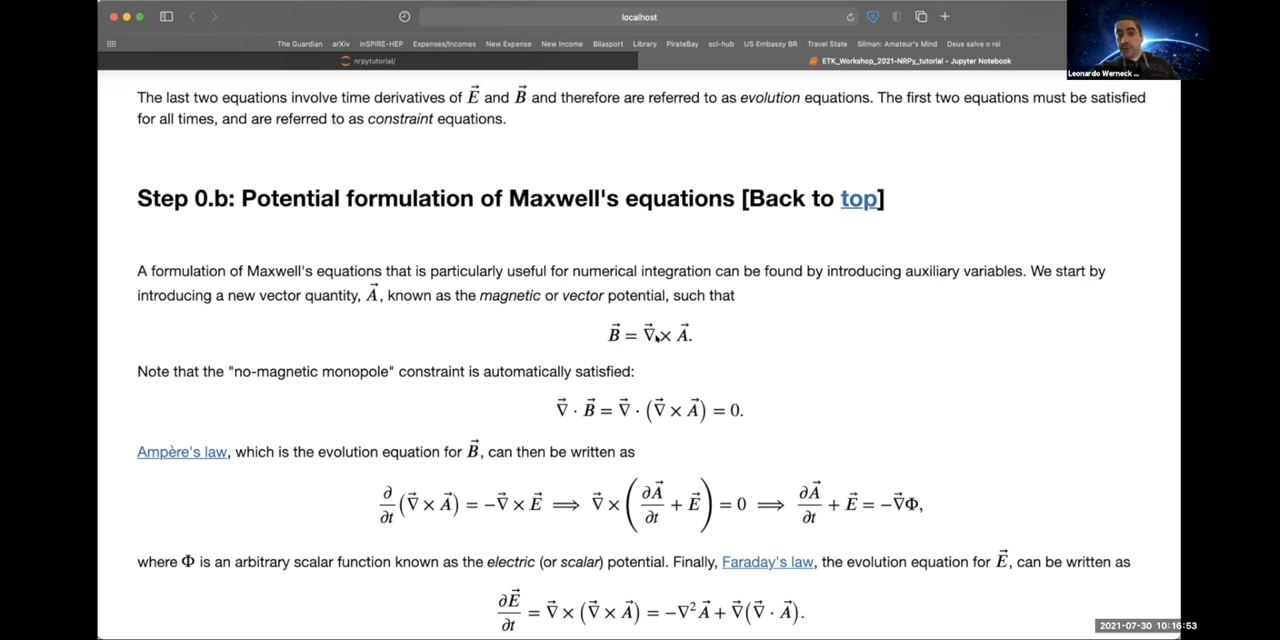 localhost
The Guardian arXiv inSPIRE-HEP Expenses/Incomes New Expense New Income Bilasport Library PirateBay sci-hub US Embassy BR Travel State Silman: Amateur's Mind Deus salve o rei
nrpytutorial/ ETK_Workshop_2021-NRPy_tutorial - Jupyter Notebook
Leonardo Werneck ...
The last two equations involve time derivatives of E⃗ and B⃗ and therefore are referred to as evolution equations. The first two equations must be satisfied
for all times, and are referred to as constraint equations.
Step 0.b: Potential formulation of Maxwell's equations [Back to top]
A formulation of Maxwell's equations that is particularly useful for numerical integration can be found by introducing auxiliary variables. We start by
introducing a new vector quantity, A⃗, known as the magnetic or vector potential, such that
B⃗ = ∇⃗ × A⃗.
Note that the "no-magnetic monopole" constraint is automatically satisfied:
∇⃗ · B⃗ = ∇⃗ · (∇⃗ × A⃗) = 0.
Ampère's law, which is the evolution equation for B⃗, can then be written as
∂/∂t (∇⃗ × A⃗) = −∇⃗ × E⃗ ⟹ ∇⃗ × (∂A⃗/∂t + E⃗) = 0 ⟹ ∂A⃗/∂t + E⃗ = −∇⃗Φ,
where Φ is an arbitrary scalar function known as the electric (or scalar) potential. Finally, Faraday's law, the evolution equation for E⃗, can be written as
∂E⃗/∂t = ∇⃗ × (∇⃗ × A⃗) = −∇²A⃗ + ∇⃗(∇⃗ · A⃗).
2021-07-30 10:16:53